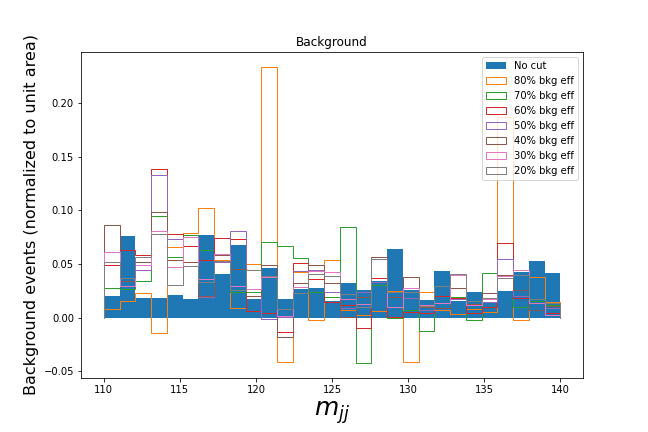 Background
Background events (normalized to unit area)
0.20
0.15
0.10
0.05
0.00
−0.05
No cut
80% bkg eff
70% bkg eff
60% bkg eff
50% bkg eff
40% bkg eff
30% bkg eff
20% bkg eff
110 115 120 125 130 135 140
m_{jj}